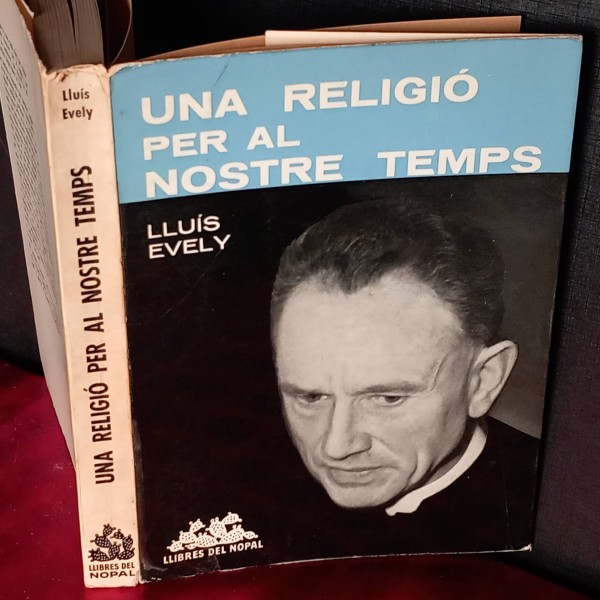 Lluís
Evely
UNA RELIGIÓ PER AL NOSTRE TEMPS
LLIBRES DEL
NOPAL
UNA RELIGIÓ
PER AL
NOSTRE TEMPS
LLUÍS
EVELY
LLIBRES DEL NOPAL